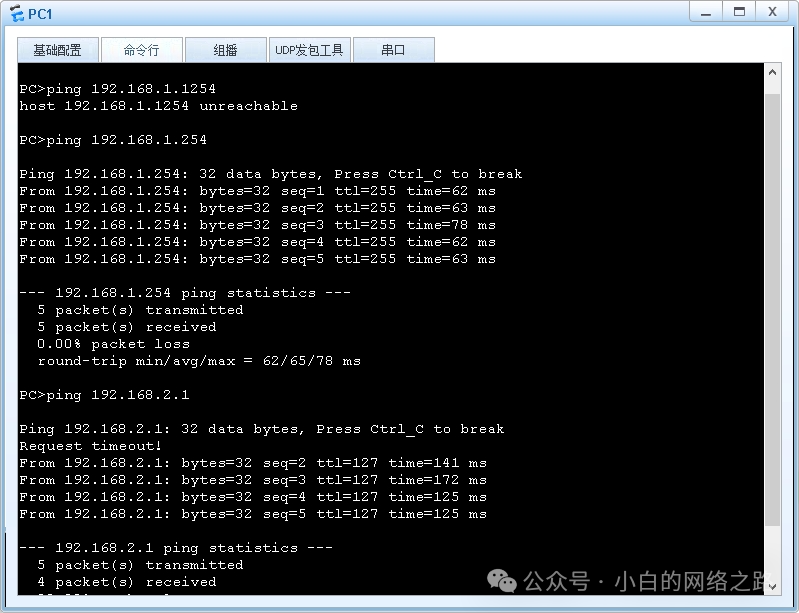 PC1
基础配置 命令行 组播 UDP发包工具 串口
PC>ping 192.168.1.1254
host 192.168.1.1254 unreachable
PC>ping 192.168.1.254
Ping 192.168.1.254: 32 data bytes, Press Ctrl_C to break
From 192.168.1.254: bytes=32 seq=1 ttl=255 time=62 ms
From 192.168.1.254: bytes=32 seq=2 ttl=255 time=63 ms
From 192.168.1.254: bytes=32 seq=3 ttl=255 time=78 ms
From 192.168.1.254: bytes=32 seq=4 ttl=255 time=62 ms
From 192.168.1.254: bytes=32 seq=5 ttl=255 time=63 ms
--- 192.168.1.254 ping statistics ---
5 packet(s) transmitted
5 packet(s) received
0.00% packet loss
round-trip min/avg/max = 62/65/78 ms
PC>ping 192.168.2.1
Ping 192.168.2.1: 32 data bytes, Press Ctrl_C to break
Request timeout!
From 192.168.2.1: bytes=32 seq=2 ttl=127 time=141 ms
From 192.168.2.1: bytes=32 seq=3 ttl=127 time=172 ms
From 192.168.2.1: bytes=32 seq=4 ttl=127 time=125 ms
From 192.168.2.1: bytes=32 seq=5 ttl=127 time=125 ms
--- 192.168.2.1 ping statistics ---
5 packet(s) transmitted
4 packet(s) received
公众号 · 小白的网络之路